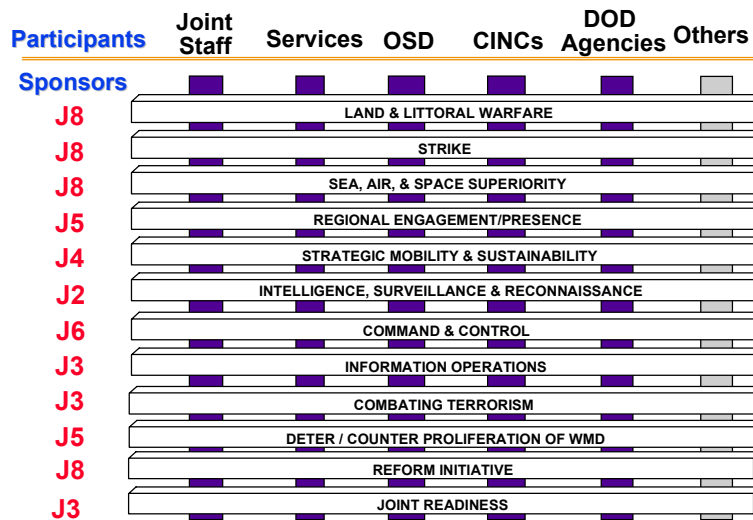 Participants Joint Staff Services OSD CINCs DOD Agencies Others
Sponsors
J8 LAND & LITTORAL WARFARE
J8 STRIKE
J8 SEA, AIR, & SPACE SUPERIORITY
J5 REGIONAL ENGAGEMENT/PRESENCE
J4 STRATEGIC MOBILITY & SUSTAINABILITY
J2 INTELLIGENCE, SURVEILLANCE & RECONNAISSANCE
J6 COMMAND & CONTROL
J3 INFORMATION OPERATIONS
J3 COMBATING TERRORISM
J5 DETER / COUNTER PROLIFERATION OF WMD
J8 REFORM INITIATIVE
J3 JOINT READINESS